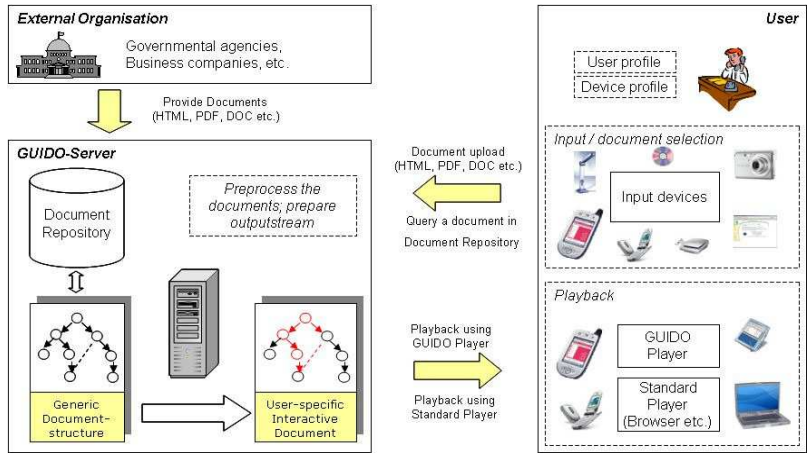 External Organisation
Governmental agencies,
Business companies, etc.
Provide Documents
(HTML, PDF, DOC etc.)
GUIDO-Server
Document
Repository
Preprocess the
documents; prepare
outputstream
Generic
Document-
structure
User-specific
Interactive
Document
Document upload
(HTML, PDF, DOC etc.)
Query a document in
Document Repository
Playback using
GUIDO Player
Playback using
Standard Player
User
User profile
Device profile
Input / document selection
Input devices
Playback
GUIDO
Player
Standard
Player
(Browser etc.)